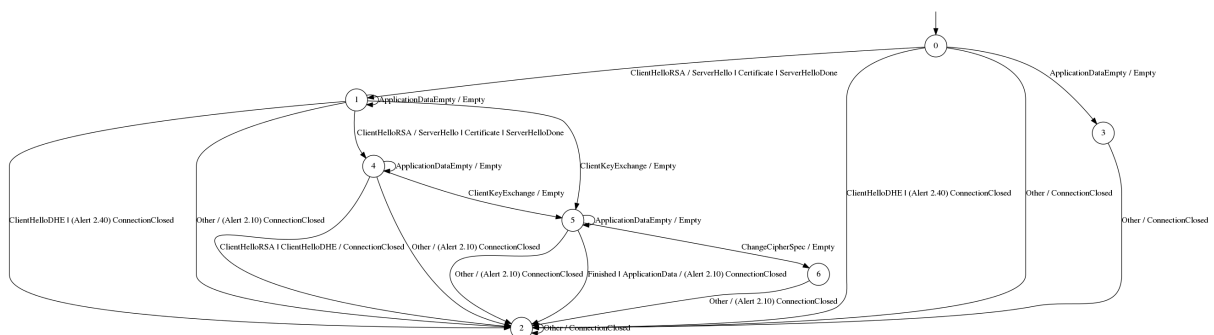 0
ClientHelloRSA / ServerHello | Certificate | ServerHelloDone
ApplicationDataEmpty / Empty
1
ApplicationDataEmpty / Empty
3
ClientHelloRSA / ServerHello | Certificate | ServerHelloDone
4
ApplicationDataEmpty / Empty
ClientKeyExchange / Empty
ClientKeyExchange / Empty
ClientHelloDHE | (Alert 2.40) ConnectionClosed
Other / (Alert 2.10) ConnectionClosed
5
ApplicationDataEmpty / Empty
ClientHelloDHE | (Alert 2.40) ConnectionClosed
Other / ConnectionClosed
Other / ConnectionClosed
ClientHelloRSA | ClientHelloDHE / ConnectionClosed
Other / (Alert 2.10) ConnectionClosed
ChangeCipherSpec / Empty
Other / (Alert 2.10) ConnectionClosed
Finished | ApplicationData / (Alert 2.10) ConnectionClosed
6
Other / (Alert 2.10) ConnectionClosed
2
Other / ConnectionClosed